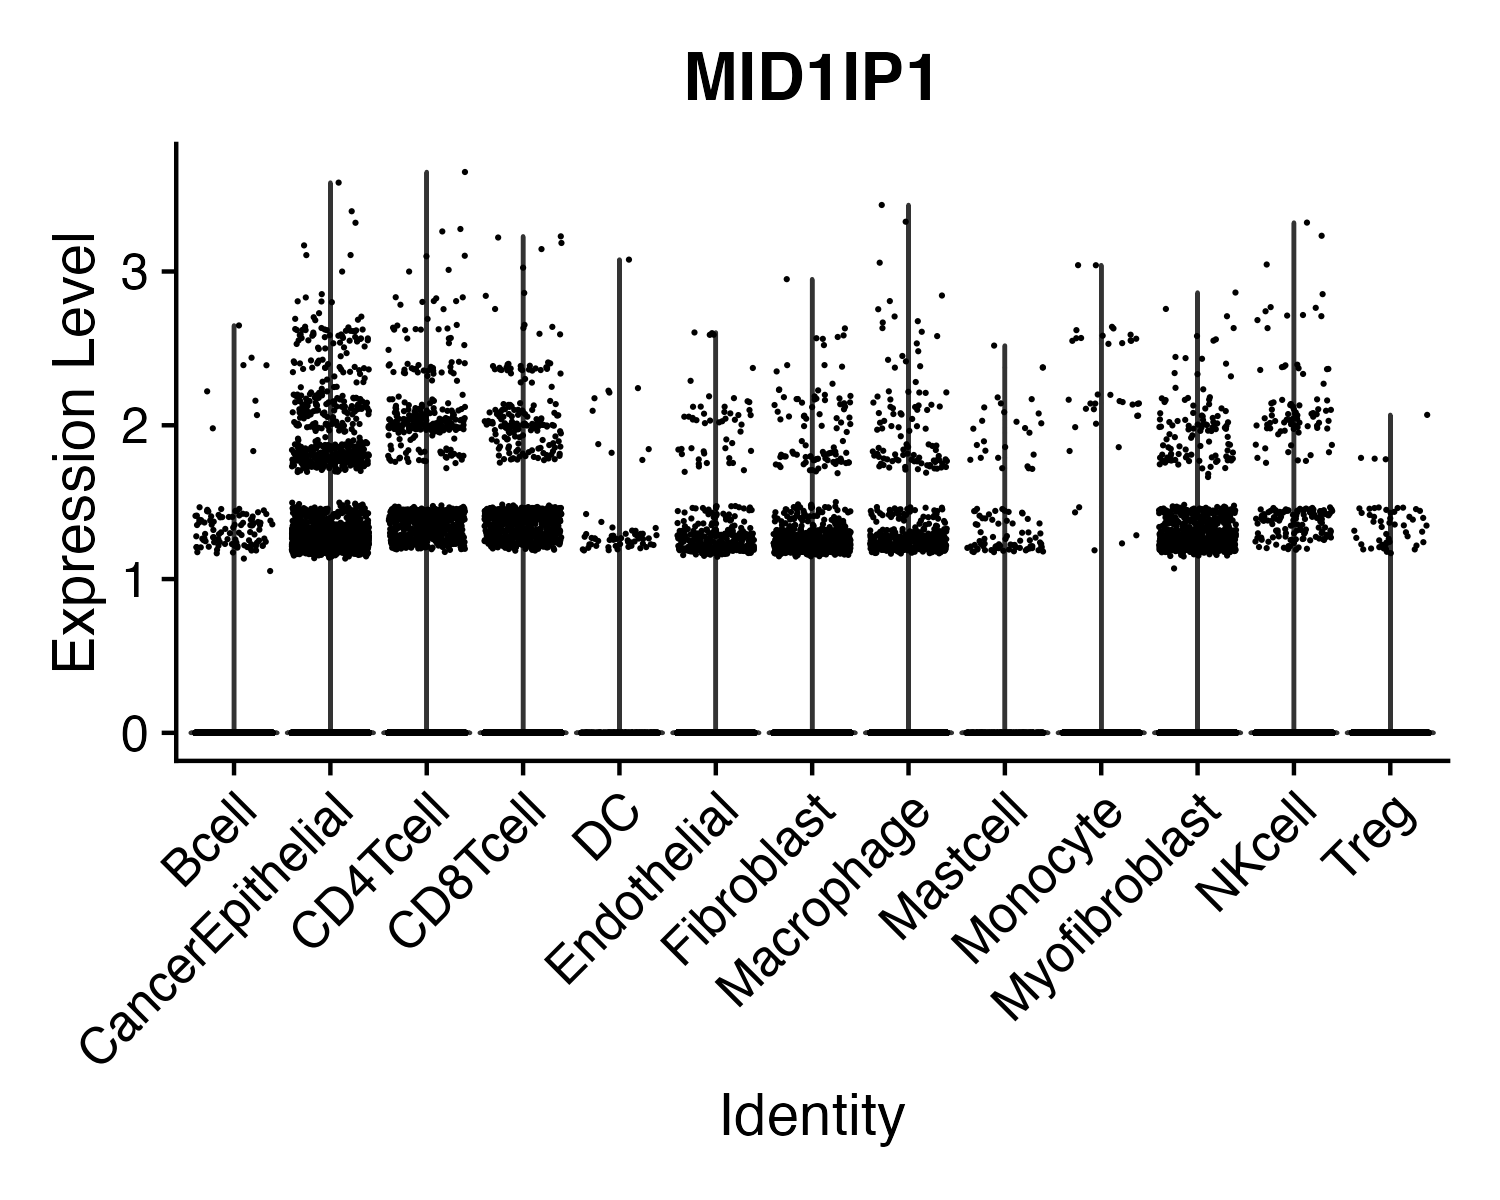 MID1IP1
Expression Level
3
2
1
0
Bcell
CancerEpithelial
CD4Tcell
CD8Tcell
DC
Endothelial
Fibroblast
Macrophage
Mastcell
Monocyte
Myofibroblast
NKcell
Treg
Identity